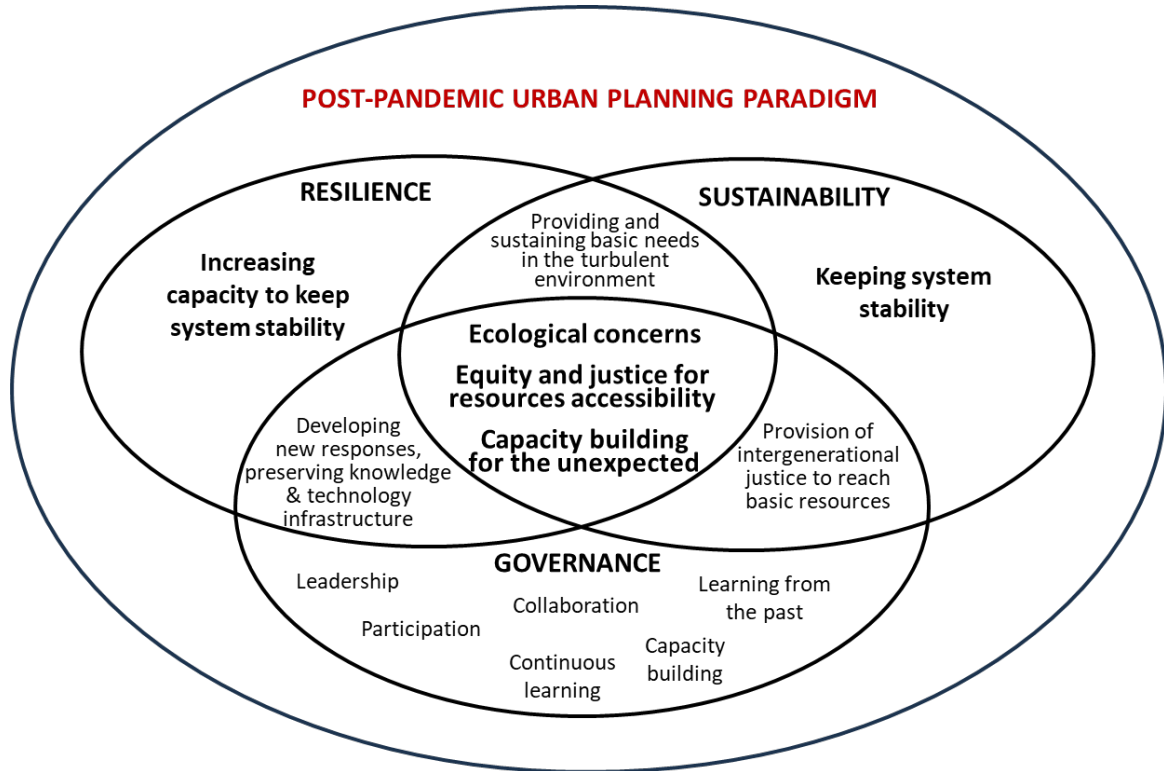 POST-PANDEMIC URBAN PLANNING PARADIGM
RESILIENCE
SUSTAINABILITY
Providing and
sustaining basic needs
in the turbulent
environment
Increasing
capacity to keep
system stability
Keeping system
stability
Ecological concerns
Equity and justice for
resources accessibility
Capacity building
for the unexpected
Developing
new responses,
preserving knowledge
& technology
infrastructure
Provision of
intergenerational
justice to reach
basic resources
GOVERNANCE
Leadership
Participation
Collaboration
Continuous
learning
Capacity
building
Learning from
the past